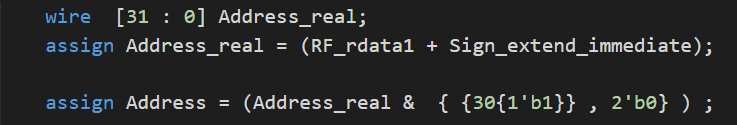 wire  [31 : 0] Address_real;
assign Address_real = (RF_rdata1 + Sign_extend_immediate);
assign Address = (Address_real &  { {30{1'b1}} , 2'b0} ) ;